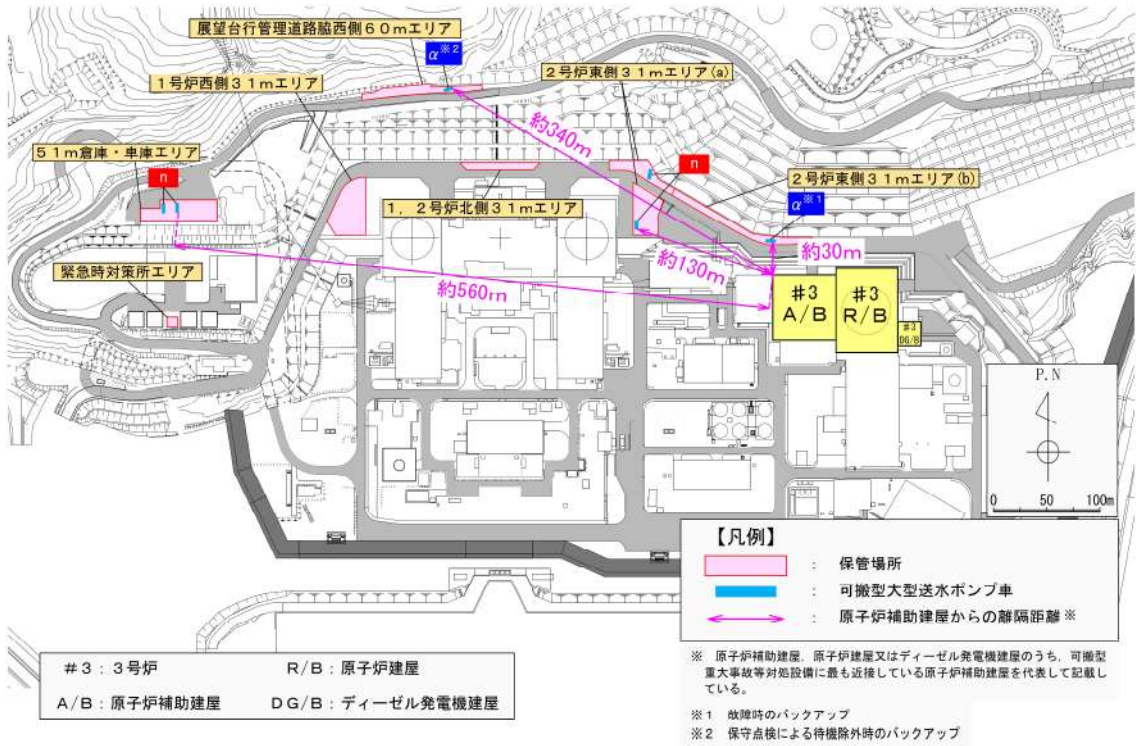 展望台行管理道路脇西側60mエリア
α※2
1号炉西側31mエリア
2号炉東側31mエリア(a)
約340m
51m倉庫・車庫エリア
n
n
2号炉東側31mエリア(b)
α※1
1,2号炉北側31mエリア
約30m
約130m
緊急時対策所エリア
約560m
#3
A/B
#3
R/B
#3
DG/B
P.N
0 50 100m
【凡例】
: 保管場所
: 可搬型大型送水ポンプ車
: 原子炉補助建屋からの離隔距離※
※ 原子炉補助建屋、原子炉建屋又はディーゼル発電機建屋のうち、可搬型
重大事故等対処設備に最も近接している原子炉補助建屋を代表して記載し
ている。
※1 故障時のバックアップ
※2 保守点検による待機除外時のバックアップ
#3:3号炉 R/B:原子炉建屋
A/B:原子炉補助建屋 DG/B:ディーゼル発電機建屋